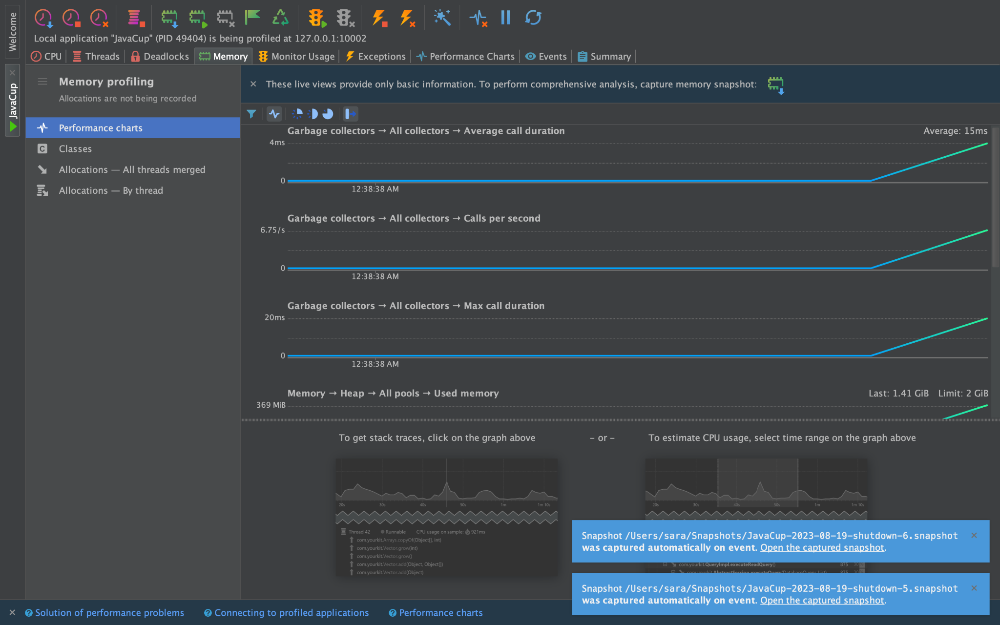 Welcome
JavaCup
Local application "JavaCup" (PID 49404) is being profiled at 127.0.0.1:10002
CPU
Threads
Deadlocks
Memory
Monitor Usage
Exceptions
Performance Charts
Events
Summary
Memory profiling
Allocations are not being recorded
Performance charts
C Classes
Allocations — All threads merged
Allocations — By thread
These live views provide only basic information. To perform comprehensive analysis, capture memory snapshot:
Garbage collectors → All collectors → Average call duration
Average: 15ms
4ms
0
12:38:38 AM
Garbage collectors → All collectors → Calls per second
6.75/s
0
12:38:38 AM
Garbage collectors → All collectors → Max call duration
20ms
0
12:38:38 AM
Memory → Heap → All pools → Used memory
Last: 1.41 GiB Limit: 2 GiB
369 MiB
To get stack traces, click on the graph above
– or –
To estimate CPU usage, select time range on the graph above
20s 30s 40s 50s 1m 1m 10s
Thread 42 Runnable CPU usage on sample: 921ms
com.yourkit.Arrays.copyOf(Object[], int)
com.yourkit.Vector.grow(int)
com.yourkit.Vector.grow()
com.yourkit.Vector.add(Object, Object[])
com.yourkit.Vector.add(Object)
20s 30s 40s 50s 1m 1m 10s
Snapshot /Users/sara/Snapshots/JavaCup-2023-08-19-shutdown-6.snapshot
was captured automatically on event. Open the captured snapshot.
com.yourkit.QueryImpl.executeReadQuery() 875 30
com.yourkit.AbstractSession.executeQuery(DatabaseQuery, List) 875 30
Snapshot /Users/sara/Snapshots/JavaCup-2023-08-19-shutdown-5.snapshot
was captured automatically on event. Open the captured snapshot.
? Solution of performance problems
? Connecting to profiled applications
? Performance charts